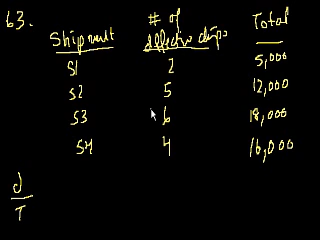 63.
# of Total
Shipment defective chips
S1 2 5,000
S2 5 12,000
S3 6 18,000
S4 4 16,000
d
T